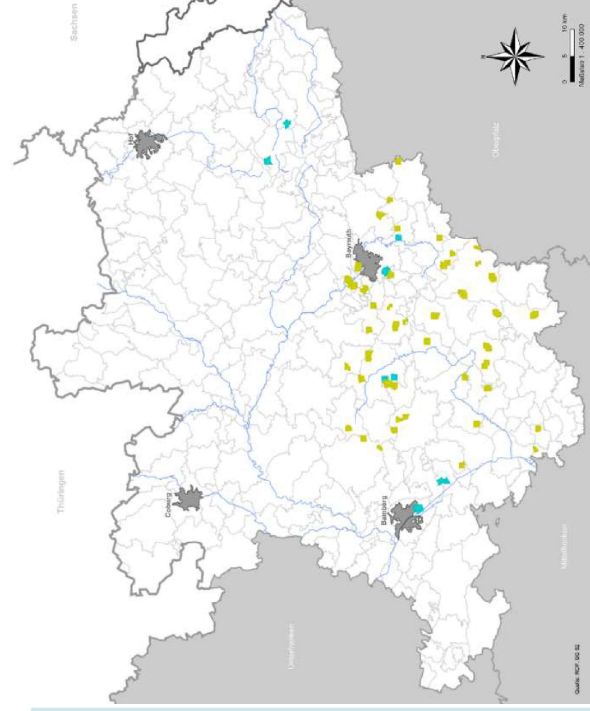 Sachsen
Thüringen
Hof
Coburg
Bayreuth
Bamberg
Oberpfalz
Unterfranken
Mittelfranken
N
0 5 10 km
Maßstab 1 : 400 000